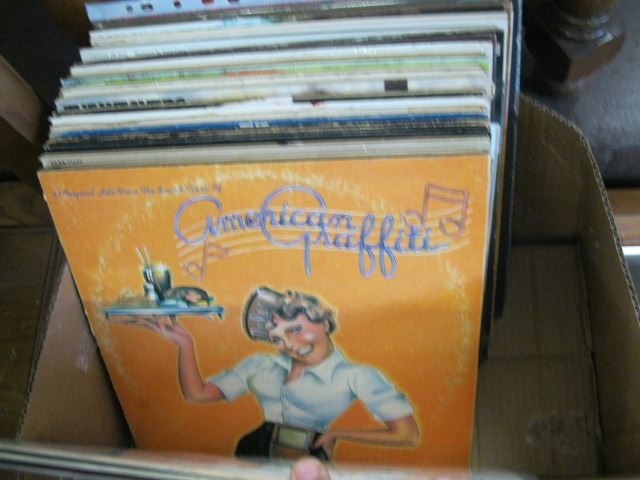 41 Original Hits From The Sound Track Of
American
Graffiti